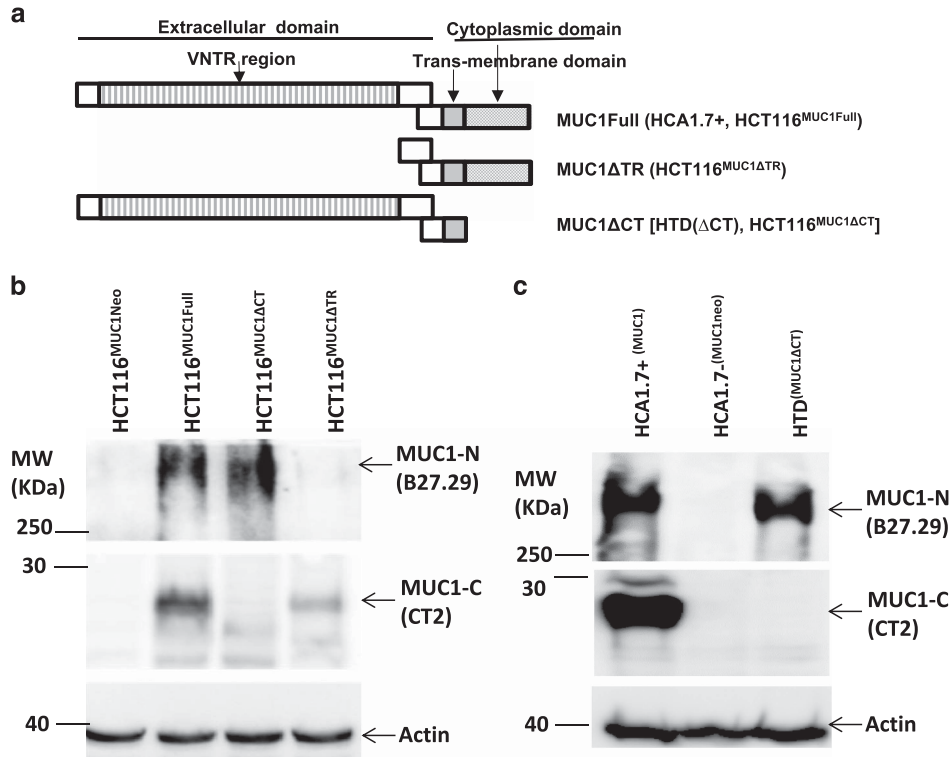 a
Extracellular domain
Cytoplasmic domain
VNTR region
Trans-membrane domain
MUC1Full (HCA1.7+, HCT116MUC1Full)
MUC1ΔTR (HCT116MUC1ΔTR)
MUC1ΔCT [HTD(ΔCT), HCT116MUC1ΔCT]
b
HCT116MUC1Neo
HCT116MUC1Full
HCT116MUC1ΔCT
HCT116MUC1ΔTR
MW
(KDa)
250
30
40
MUC1-N
(B27.29)
MUC1-C
(CT2)
Actin
c
HCA1.7+ (MUC1)
HCA1.7-(MUC1neo)
HTD(MUC1ΔCT)
MW
(KDa)
250
30
40
MUC1-N
(B27.29)
MUC1-C
(CT2)
Actin